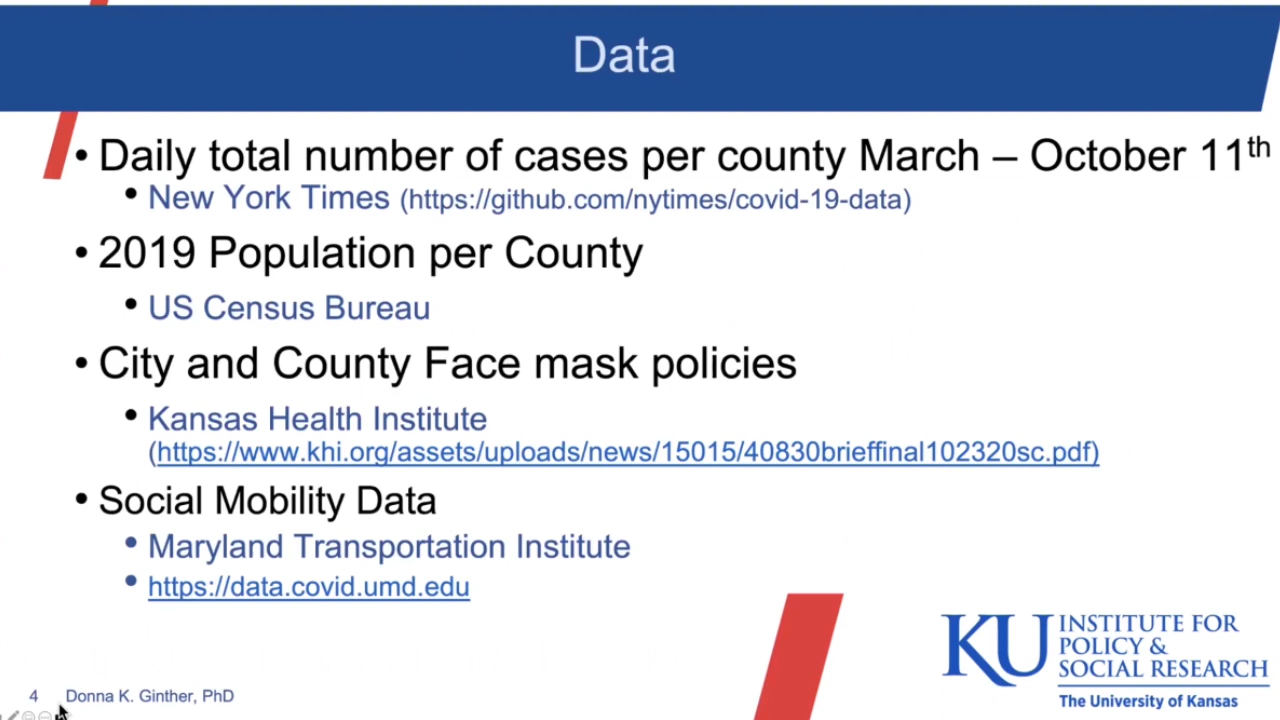 Data
• Daily total number of cases per county March – October 11th
• New York Times (https://github.com/nytimes/covid-19-data)
• 2019 Population per County
• US Census Bureau
• City and County Face mask policies
• Kansas Health Institute
(https://www.khi.org/assets/uploads/news/15015/40830brieffinal102320sc.pdf)
• Social Mobility Data
• Maryland Transportation Institute
• https://data.covid.umd.edu
KU INSTITUTE FOR
POLICY &
SOCIAL RESEARCH
The University of Kansas
4 Donna K. Ginther, PhD